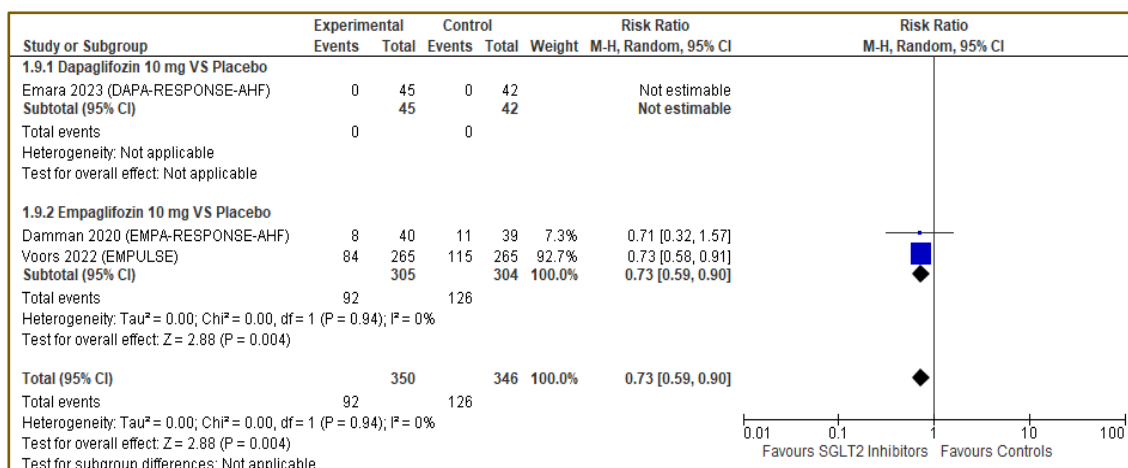 Experimental Control Risk Ratio Risk Ratio
Study or Subgroup Events Total Events Total Weight M-H, Random, 95% CI M-H, Random, 95% CI
1.9.1 Dapaglifozin 10 mg VS Placebo
Emara 2023 (DAPA-RESPONSE-AHF) 0 45 0 42 Not estimable
Subtotal (95% CI) 45 42 Not estimable
Total events 0 0
Heterogeneity: Not applicable
Test for overall effect: Not applicable
1.9.2 Empaglifozin 10 mg VS Placebo
Damman 2020 (EMPA-RESPONSE-AHF) 8 40 11 39 7.3% 0.71 [0.32, 1.57]
Voors 2022 (EMPULSE) 84 265 115 265 92.7% 0.73 [0.58, 0.91]
Subtotal (95% CI) 305 304 100.0% 0.73 [0.59, 0.90]
Total events 92 126
Heterogeneity: Tau² = 0.00; Chi² = 0.00, df = 1 (P = 0.94); I² = 0%
Test for overall effect: Z = 2.88 (P = 0.004)
Total (95% CI) 350 346 100.0% 0.73 [0.59, 0.90]
Total events 92 126
Heterogeneity: Tau² = 0.00; Chi² = 0.00, df = 1 (P = 0.94); I² = 0%
Test for overall effect: Z = 2.88 (P = 0.004)
Test for subgroup differences: Not applicable
0.01 0.1 1 10 100
Favours SGLT2 Inhibitors Favours Controls